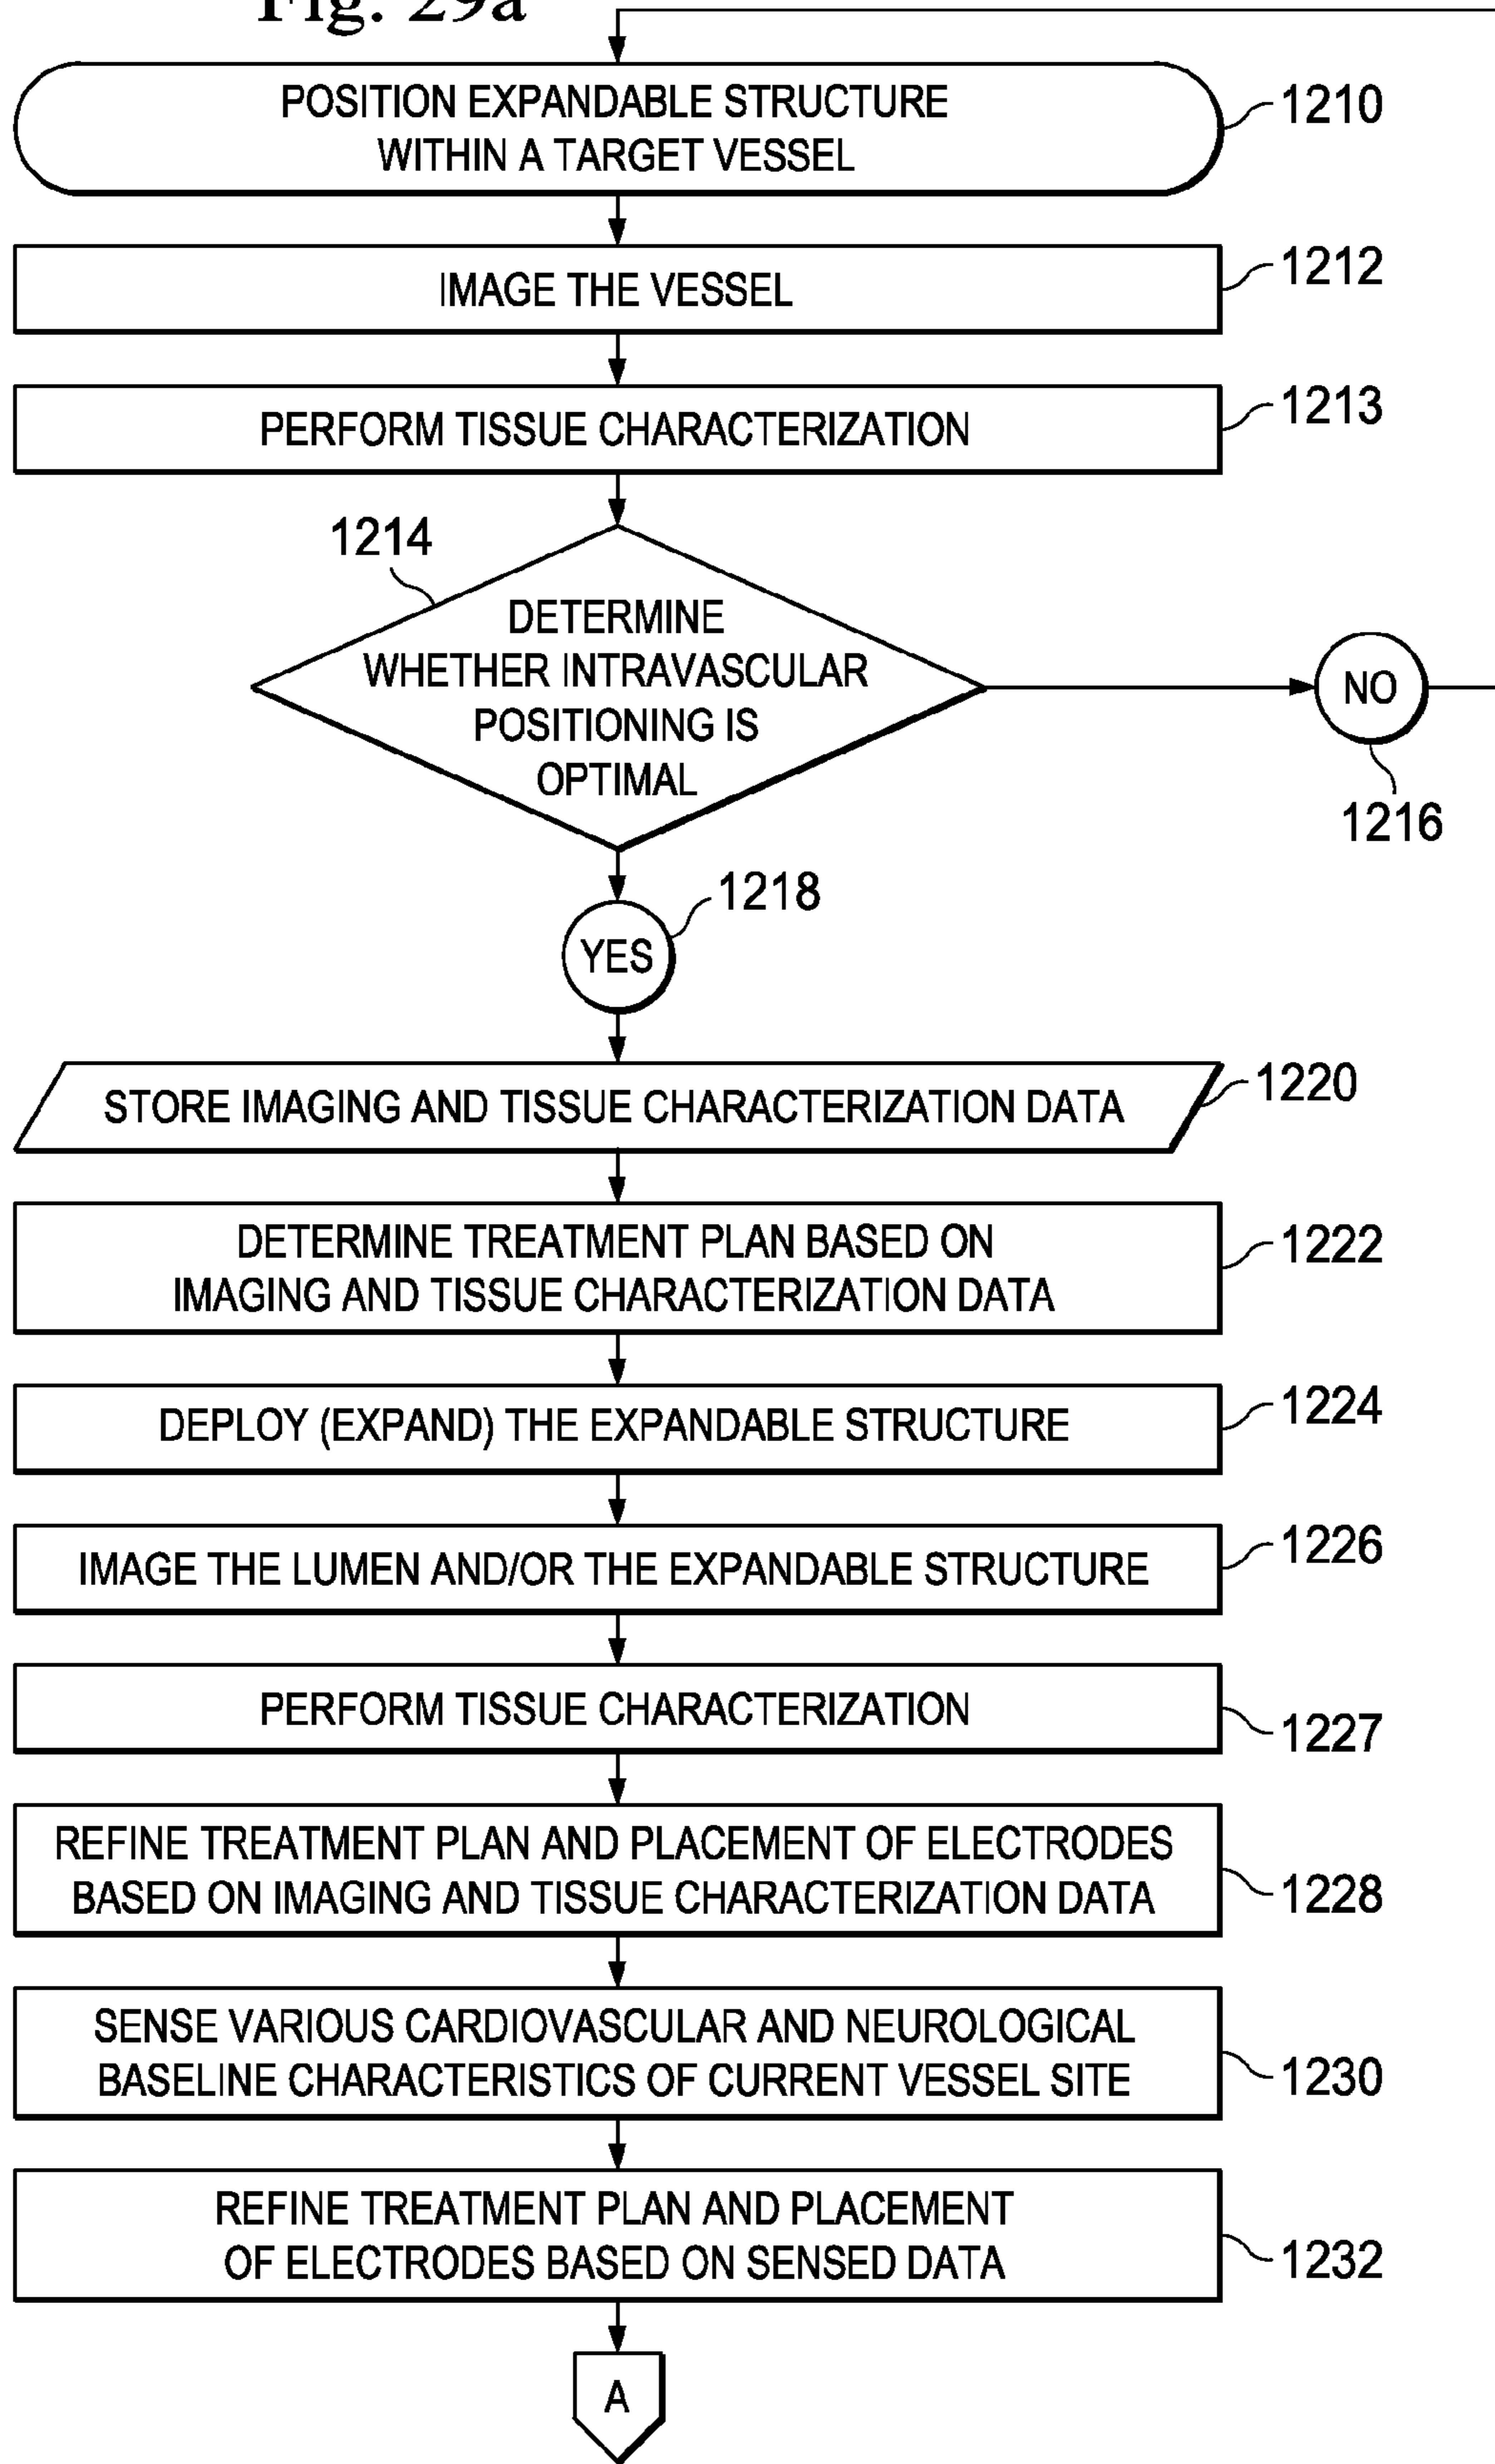 Fig. 29a
POSITION EXPANDABLE STRUCTURE
WITHIN A TARGET VESSEL
1210
IMAGE THE VESSEL
1212
PERFORM TISSUE CHARACTERIZATION
1213
1214
DETERMINE
WHETHER INTRAVASCULAR
POSITIONING IS
OPTIMAL
NO
1216
1218
YES
STORE IMAGING AND TISSUE CHARACTERIZATION DATA
1220
DETERMINE TREATMENT PLAN BASED ON
IMAGING AND TISSUE CHARACTERIZATION DATA
1222
DEPLOY (EXPAND) THE EXPANDABLE STRUCTURE
1224
IMAGE THE LUMEN AND/OR THE EXPANDABLE STRUCTURE
1226
PERFORM TISSUE CHARACTERIZATION
1227
REFINE TREATMENT PLAN AND PLACEMENT OF ELECTRODES
BASED ON IMAGING AND TISSUE CHARACTERIZATION DATA
1228
SENSE VARIOUS CARDIOVASCULAR AND NEUROLOGICAL
BASELINE CHARACTERISTICS OF CURRENT VESSEL SITE
1230
REFINE TREATMENT PLAN AND PLACEMENT
OF ELECTRODES BASED ON SENSED DATA
1232
A